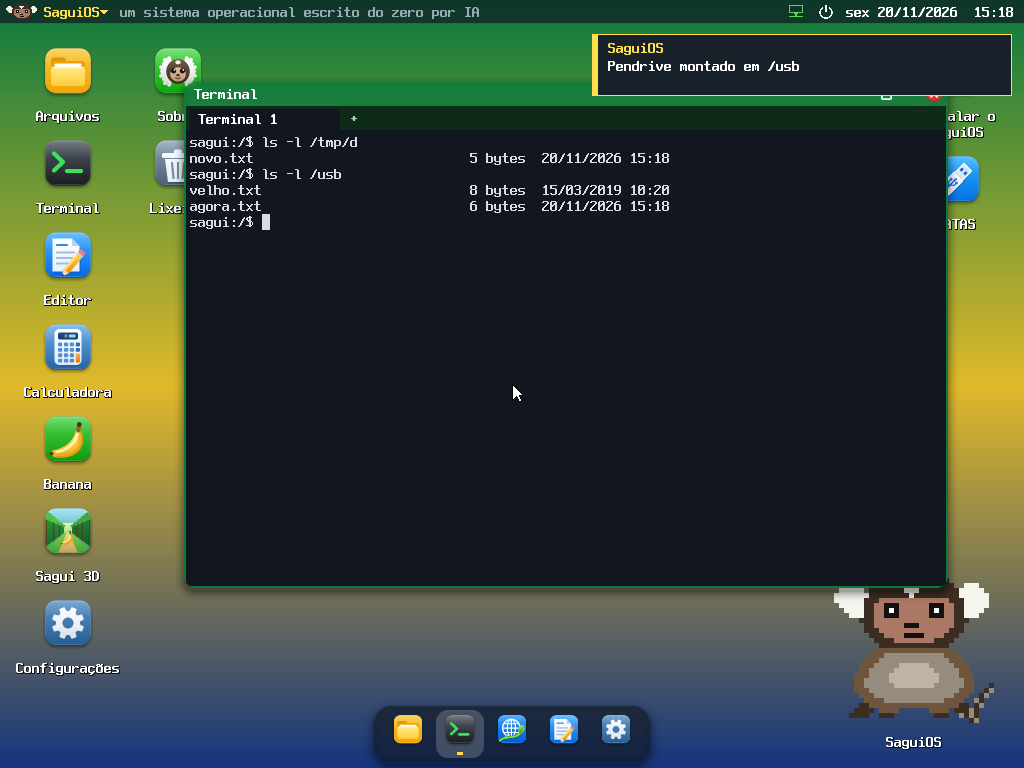 SaguiOS um sistema operacional escrito do zero por IA sex 20/11/2026 15:18
SaguiOS
Pendrive montado em /usb
Terminal
Terminal 1 +
sagui:/$ ls -l /tmp/d
novo.txt 5 bytes 20/11/2026 15:18
sagui:/$ ls -l /usb
velho.txt 8 bytes 15/03/2019 10:20
agora.txt 6 bytes 20/11/2026 15:18
sagui:/$
Arquivos
Terminal
Editor
Calculadora
Banana
Sagui 3D
Configurações
SaguiOS